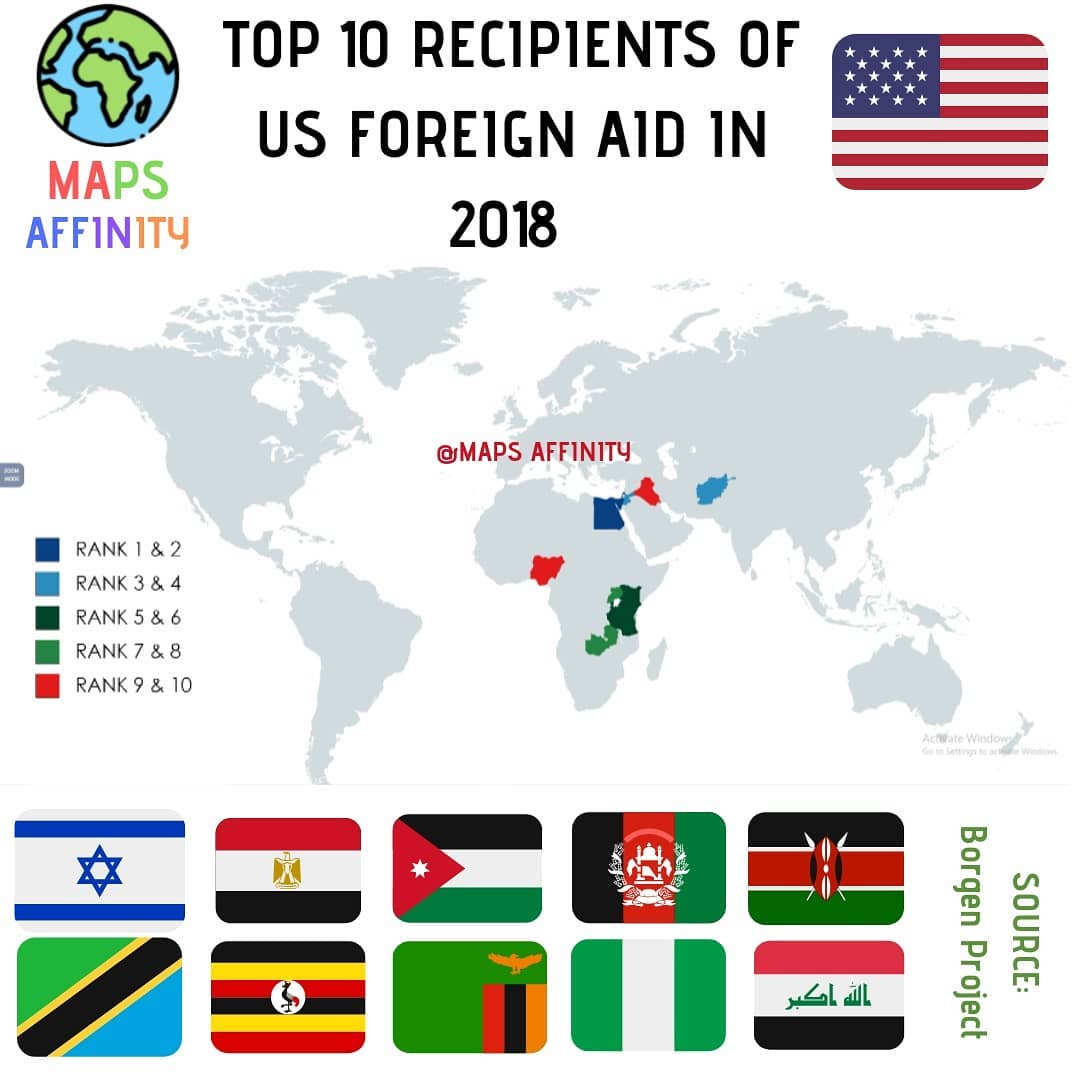 TOP 10 RECIPIENTS OF
US FOREIGN AID IN
2018
MAPS
AFFINITY
@MAPS AFFINITY
ZOOM
MODE
RANK 1 & 2
RANK 3 & 4
RANK 5 & 6
RANK 7 & 8
RANK 9 & 10
Activate Windows
Go to Settings to activate Windows.
الله اكبر
SOURCE:
Borgen Project